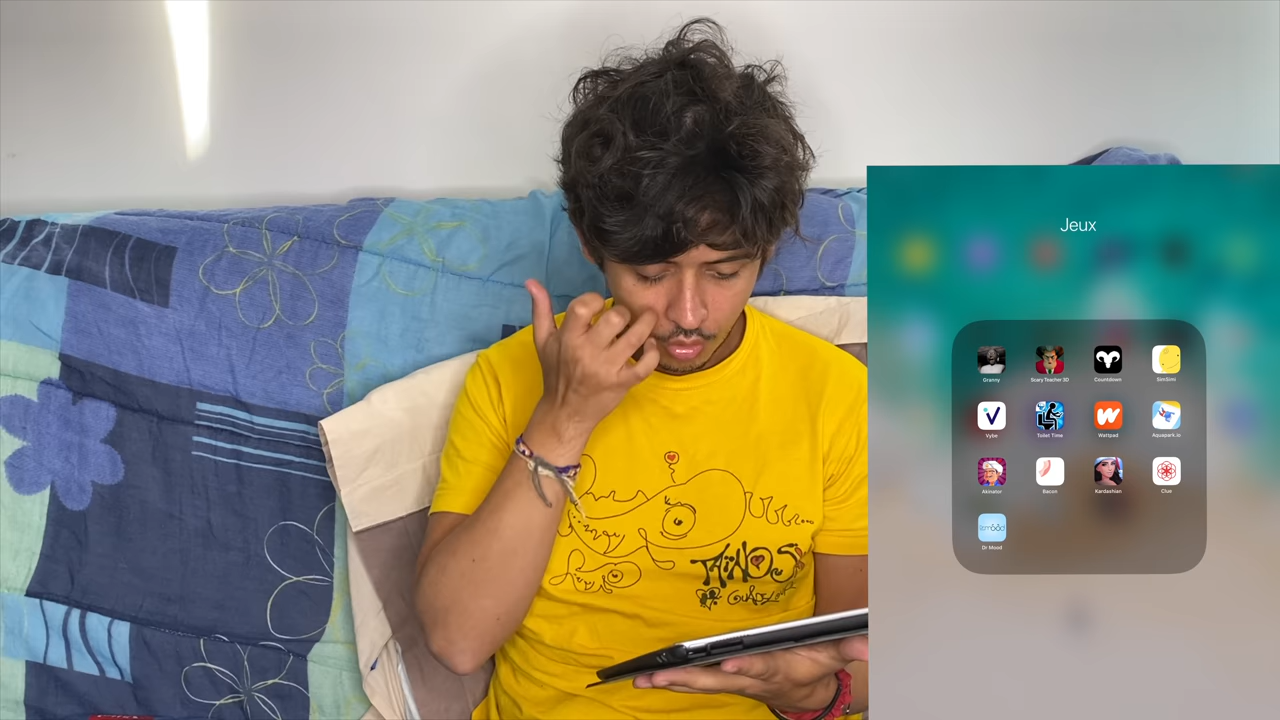 Jeux
Granny
Scary Teacher 3D
Countdown
SimSimi
Vybe
Toilet Time
Wattpad
Aquapark.io
Akinator
Bacon
Kardashian
Clue
Dr Mood
TAÏNOS